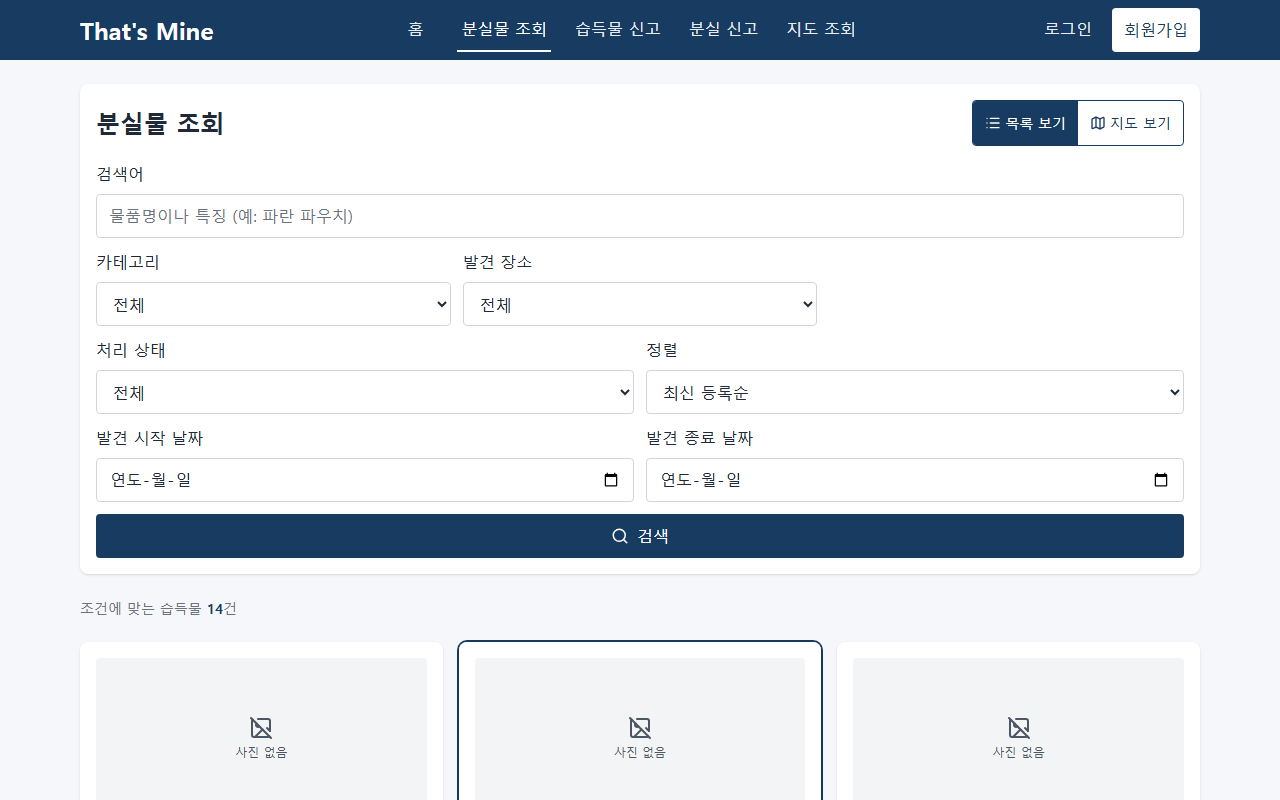 That's Mine 홈 분실물 조회 습득물 신고 분실 신고 지도 조회 로그인 회원가입
분실물 조회 목록 보기 지도 보기
검색어
물품명이나 특징 (예: 파란 파우치)
카테고리 발견 장소
전체 전체
처리 상태 정렬
전체 최신 등록순
발견 시작 날짜 발견 종료 날짜
연도-월-일 연도-월-일
검색
조건에 맞는 습득물 14건
사진 없음 사진 없음 사진 없음